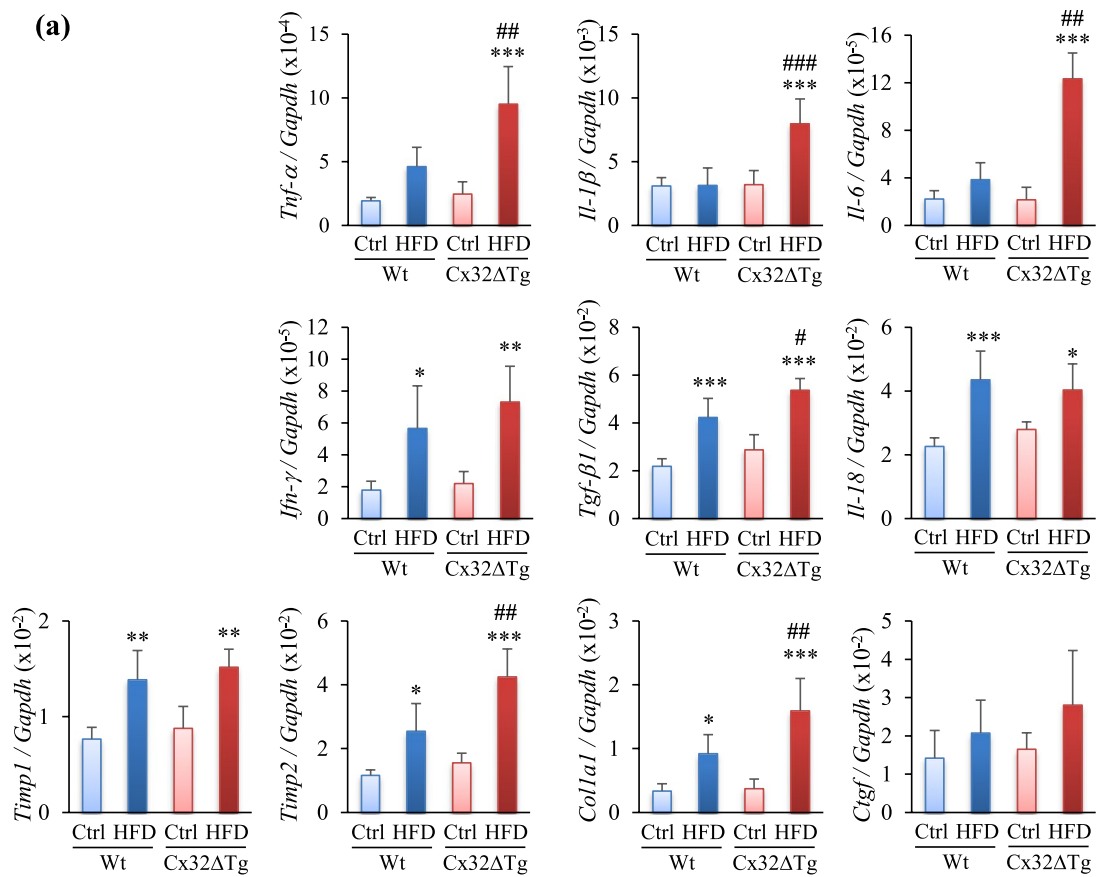 (a)
Tnf-α / Gapdh (x10-4)
15
10
5
0
##
***
Ctrl HFD Ctrl HFD
Wt Cx32ΔTg
Il-1β / Gapdh (x10-3)
15
10
5
0
###
***
Ctrl HFD Ctrl HFD
Wt Cx32ΔTg
Il-6 / Gapdh (x10-5)
16
12
8
4
0
##
***
Ctrl HFD Ctrl HFD
Wt Cx32ΔTg
Ifn-γ / Gapdh (x10-5)
12
10
8
6
4
2
0
* **
Ctrl HFD Ctrl HFD
Wt Cx32ΔTg
Tgf-β1 / Gapdh (x10-2)
8
6
4
2
0
#
*** ***
Ctrl HFD Ctrl HFD
Wt Cx32ΔTg
Il-18 / Gapdh (x10-2)
6
4
2
0
*** *
Ctrl HFD Ctrl HFD
Wt Cx32ΔTg
Timp1 / Gapdh (x10-2)
2
1
0
** **
Ctrl HFD Ctrl HFD
Wt Cx32ΔTg
Timp2 / Gapdh (x10-2)
6
4
2
0
##
* ***
Ctrl HFD Ctrl HFD
Wt Cx32ΔTg
Col1a1 / Gapdh (x10-2)
3
2
1
0
##
* ***
Ctrl HFD Ctrl HFD
Wt Cx32ΔTg
Ctgf / Gapdh (x10-2)
5
4
3
2
1
0
Ctrl HFD Ctrl HFD
Wt Cx32ΔTg